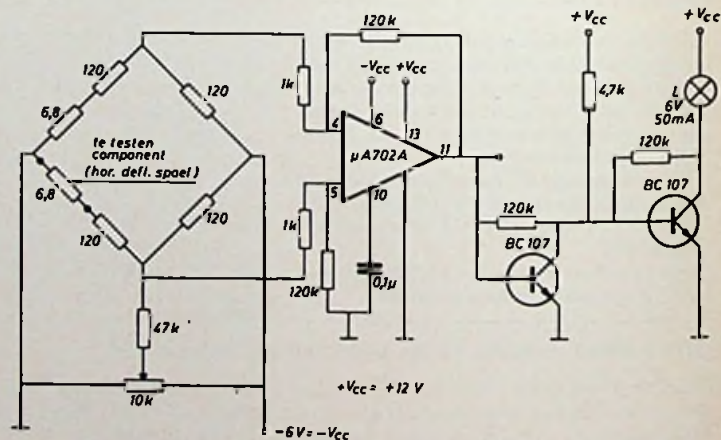 120
6,8
120
te testen
component
(hor. defl. spoel)
6,8
120
120
47k
10k
-6V=-Vcc
1k
1k
120k
120k
-Vcc
+Vcc
4
5
6
13
11
10
µA702A
0,1µ
+Vcc= +12 V
120k
BC 107
+Vcc
4,7k
120k
+Vcc
L
6V
50mA
BC 107